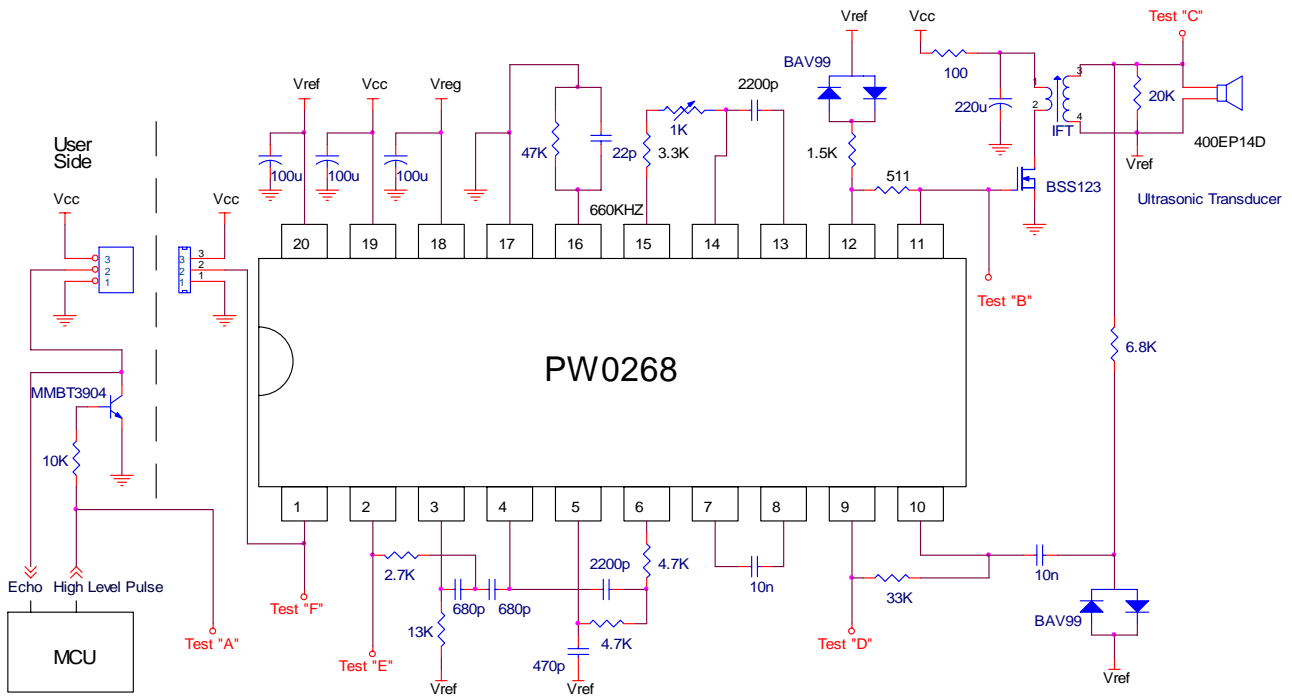 Vref
Vcc
Test "C"
BAV99
Vref
Vcc
Vreg
2200p
100
1
3
220u
2
4
20K
IFT
1K
User
Side
47K
22p
3.3K
1.5K
Vref
400EP14D
100u
100u
100u
511
BSS123
Vcc
Vcc
660KHZ
Ultrasonic Transducer
20
19
18
17
16
15
14
13
12
11
3
2
1
3
2
1
3
2
1
Test "B"
6.8K
PW0268
MMBT3904
10K
1
2
3
4
5
6
7
8
9
10
2.7K
2200p
4.7K
10n
10n
Echo
High Level Pulse
Test "F"
680p
680p
33K
BAV99
13K
4.7K
Test "A"
Test "E"
Test "D"
MCU
470p
Vref
Vref
Vref